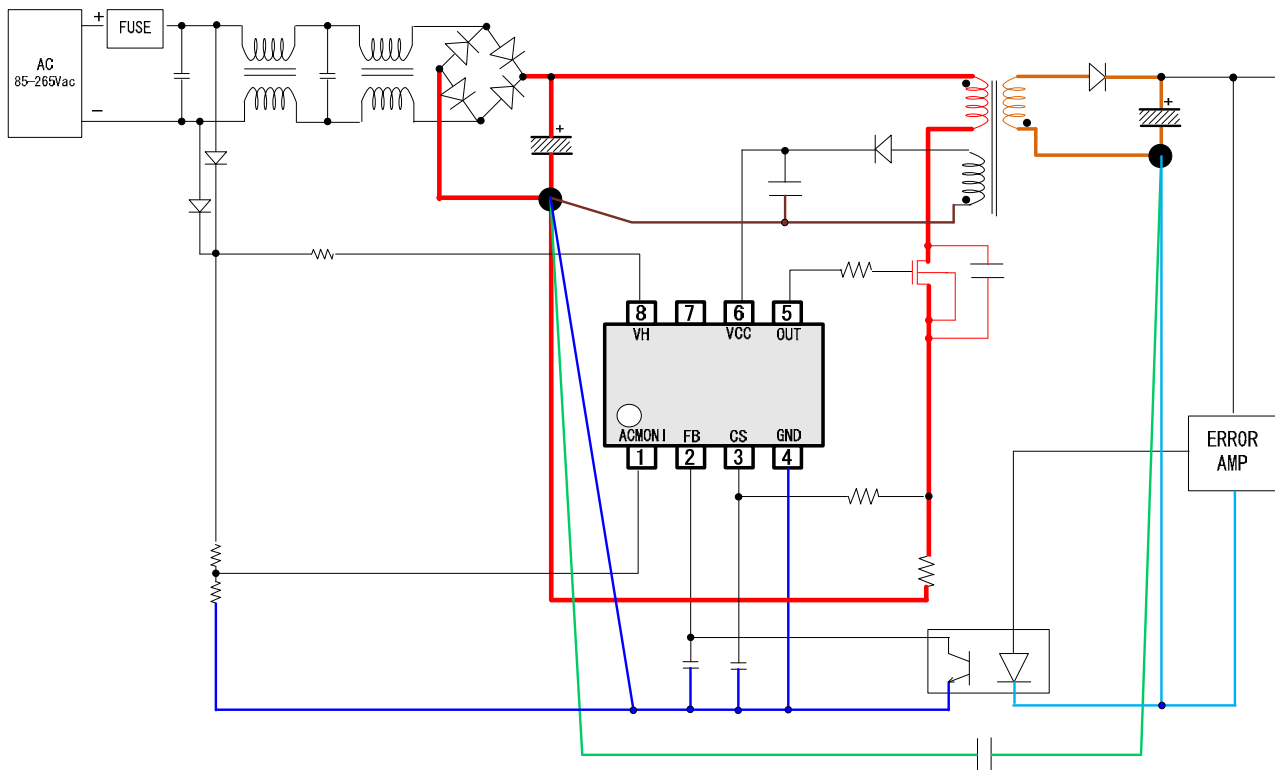 +
FUSE
AC
85-265Vac
−
+
+
8 7 6 5
VH VCC OUT
ACMONI FB CS GND
1 2 3 4
ERROR
AMP